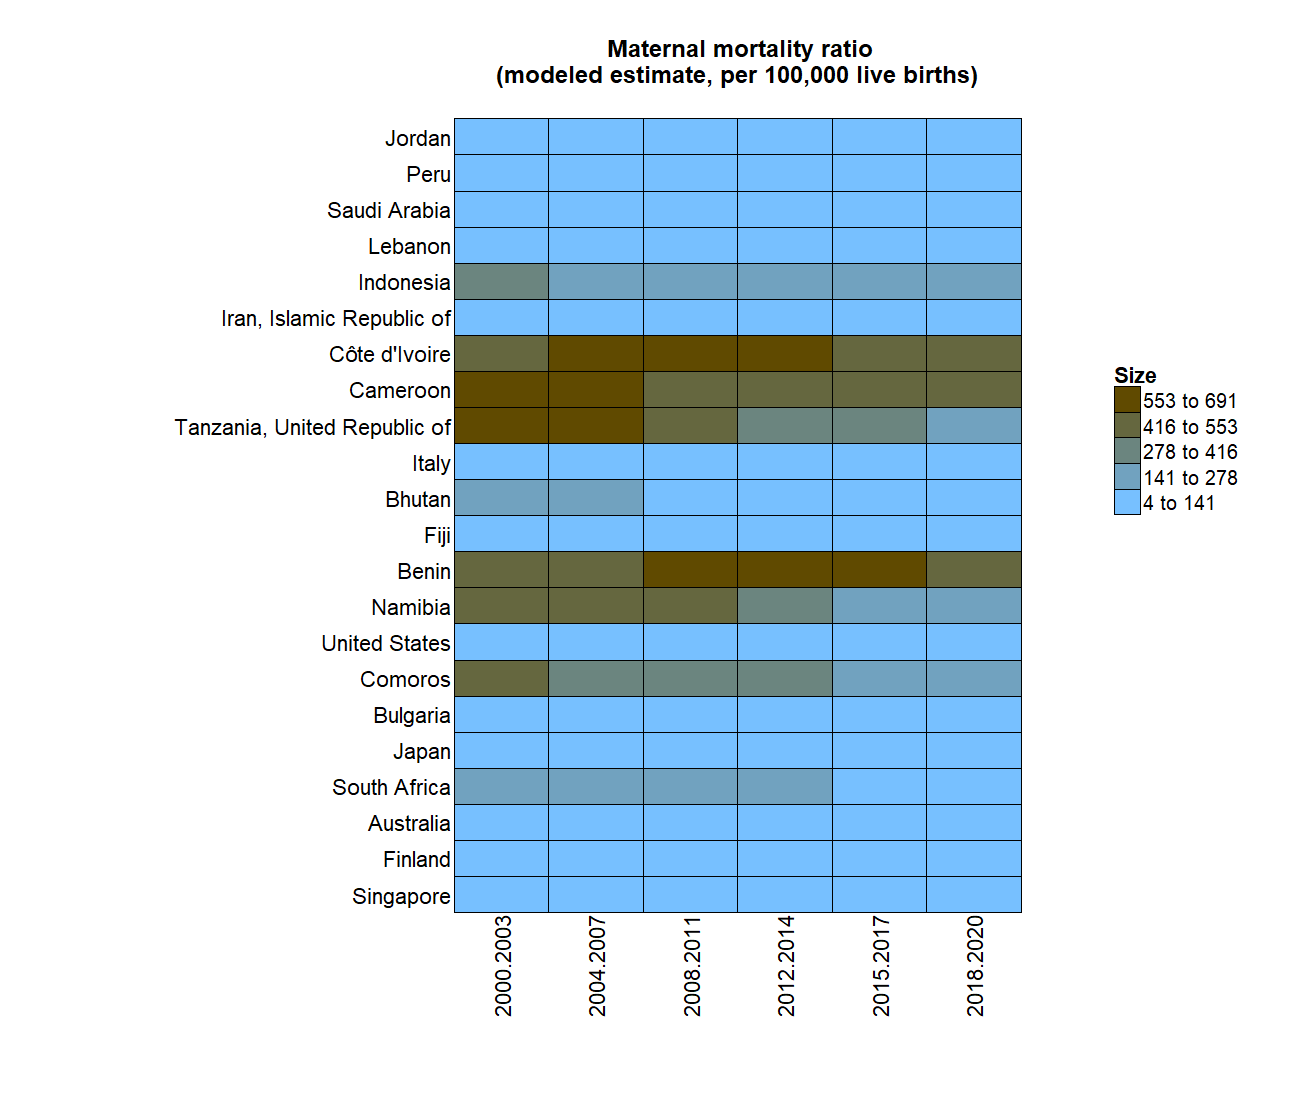 Maternal mortality ratio
(modeled estimate, per 100,000 live births)
Jordan
Peru
Saudi Arabia
Lebanon
Indonesia
Iran, Islamic Republic of
Côte d'Ivoire
Cameroon
Tanzania, United Republic of
Italy
Bhutan
Fiji
Benin
Namibia
United States
Comoros
Bulgaria
Japan
South Africa
Australia
Finland
Singapore
2000.2003
2004.2007
2008.2011
2012.2014
2015.2017
2018.2020
Size
553 to 691
416 to 553
278 to 416
141 to 278
4 to 141